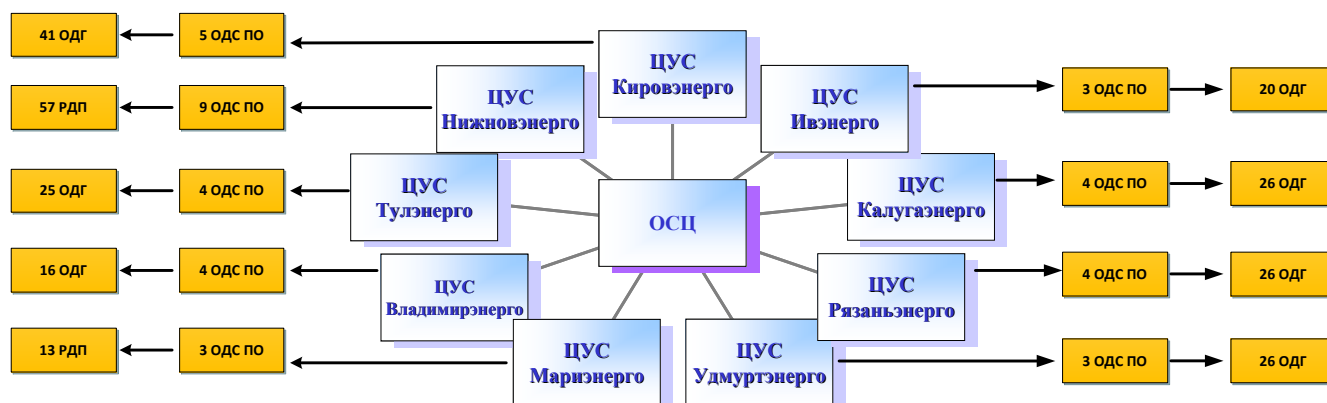 41 ОДГ
5 ОДС ПО
ЦУС
Кировэнерго
57 РДП
9 ОДС ПО
ЦУС
Нижновэнерго
ЦУС
Ивэнерго
3 ОДС ПО
20 ОДГ
25 ОДГ
4 ОДС ПО
ЦУС
Тулэнерго
ОСЦ
ЦУС
Калугаэнерго
4 ОДС ПО
26 ОДГ
16 ОДГ
4 ОДС ПО
ЦУС
Владимирэнерго
ЦУС
Рязаньэнерго
4 ОДС ПО
26 ОДГ
13 РДП
3 ОДС ПО
ЦУС
Мариэнерго
ЦУС
Удмуртэнерго
3 ОДС ПО
26 ОДГ